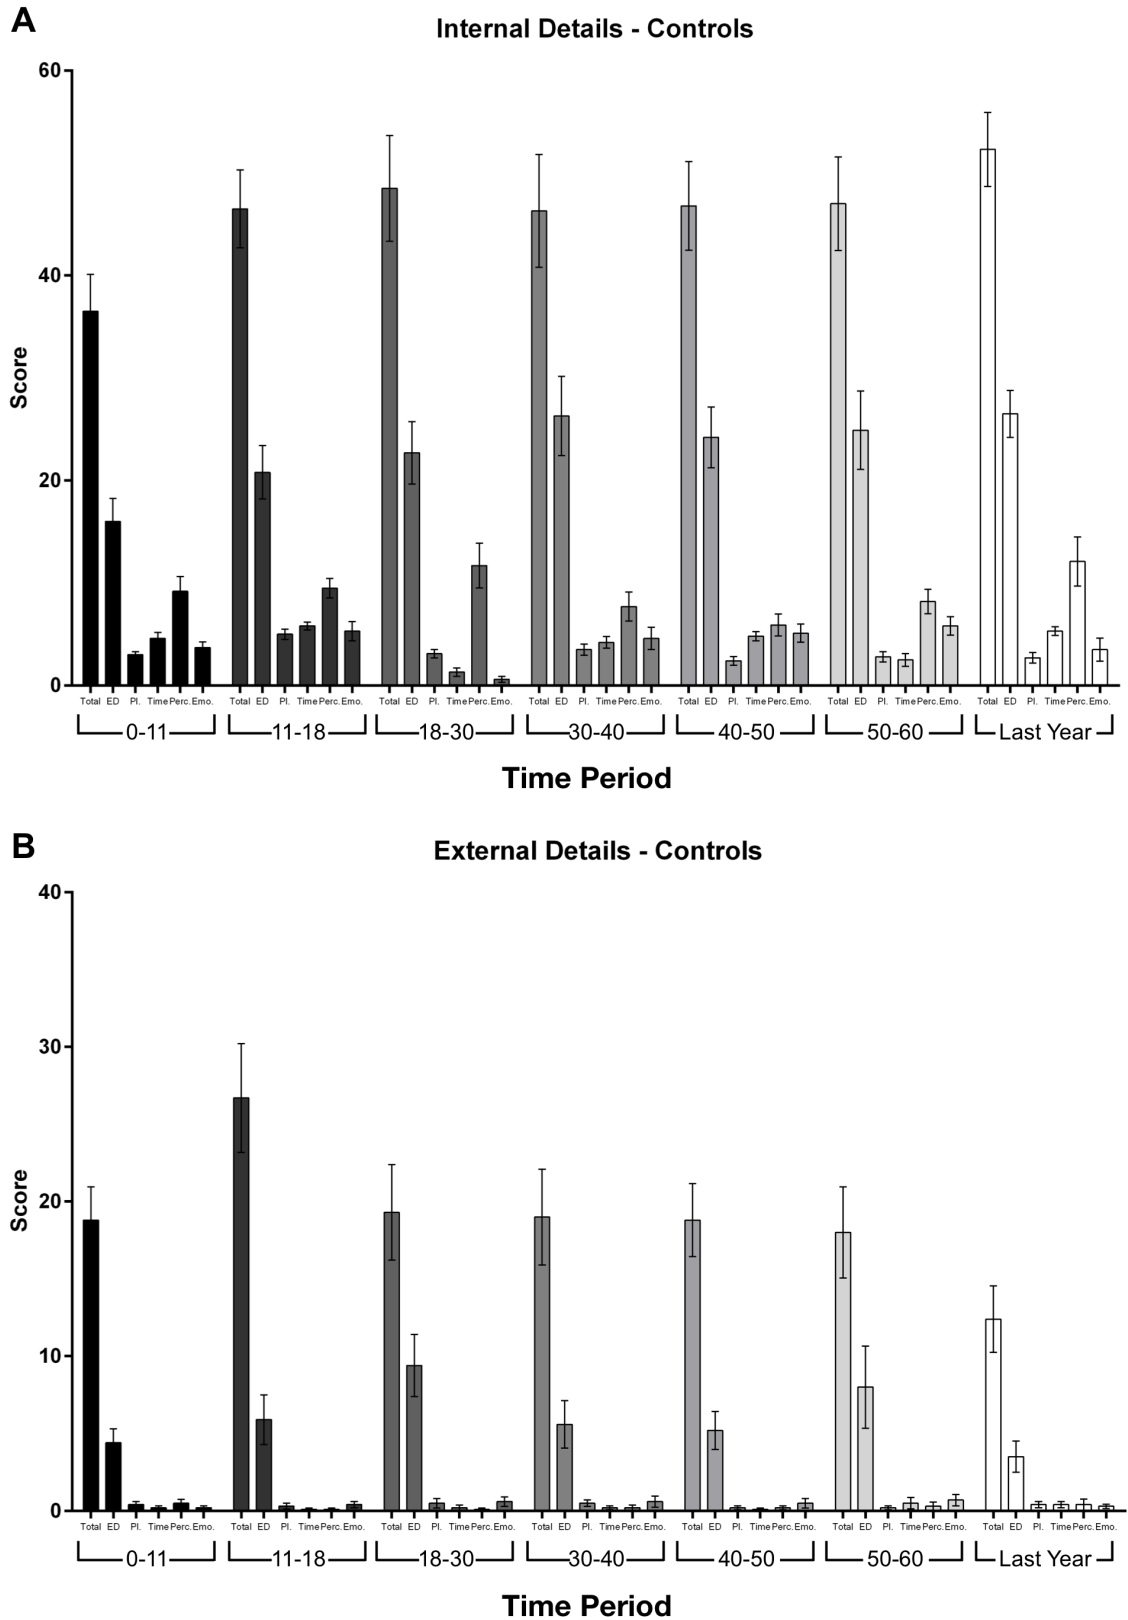 A
Internal Details - Controls
60
40
20
0
Score
Total ED Pl. Time Perc. Emo. Total ED Pl. Time Perc. Emo. Total ED Pl. Time Perc. Emo. Total ED Pl. Time Perc. Emo. Total ED Pl. Time Perc. Emo. Total ED Pl. Time Perc. Emo. Total ED Pl. Time Perc. Emo.
0-11 11-18 18-30 30-40 40-50 50-60 Last Year
Time Period
B
External Details - Controls
40
30
20
10
0
Score
Total ED Pl. Time Perc. Emo. Total ED Pl. Time Perc. Emo. Total ED Pl. Time Perc. Emo. Total ED Pl. Time Perc. Emo. Total ED Pl. Time Perc. Emo. Total ED Pl. Time Perc. Emo. Total ED Pl. Time Perc. Emo.
0-11 11-18 18-30 30-40 40-50 50-60 Last Year
Time Period